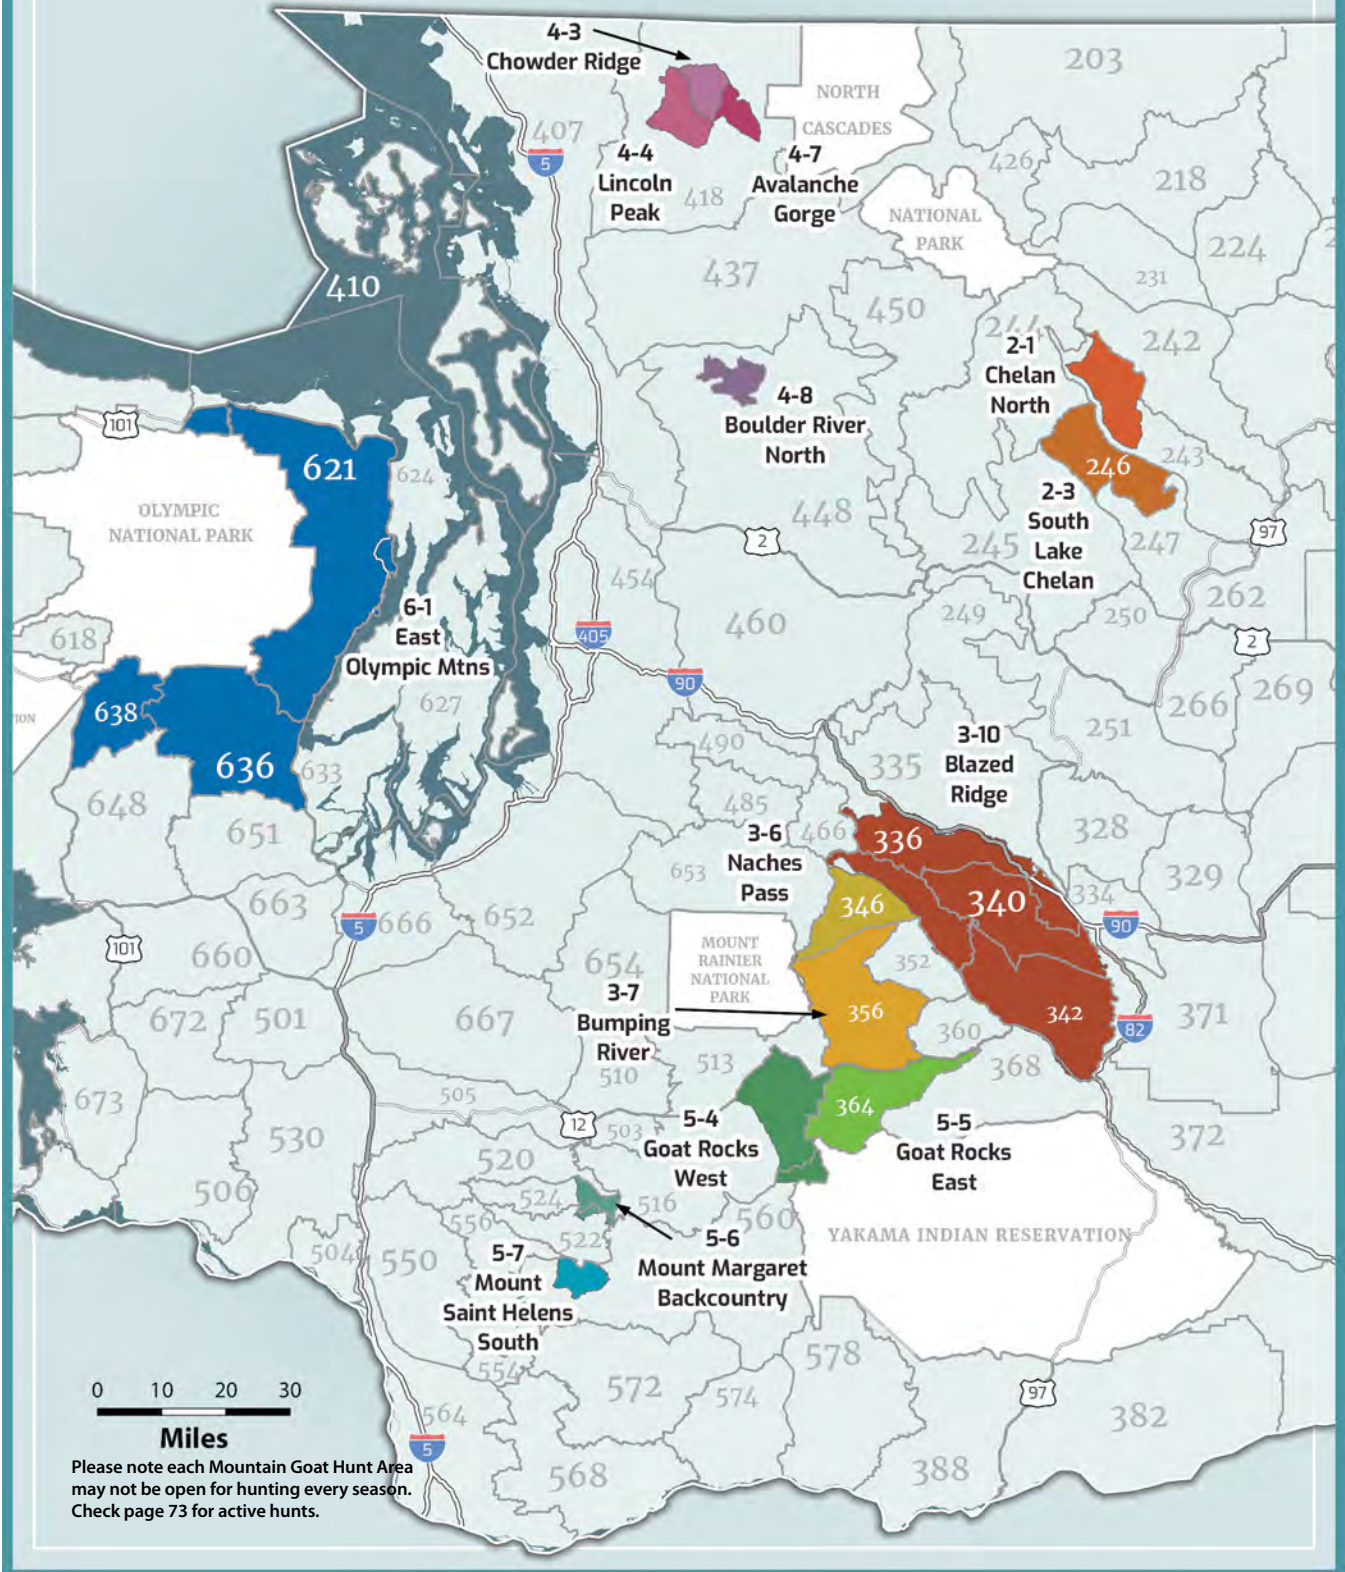 4-3
Chowder Ridge
203
NORTH
CASCADES
407
5
4-4
Lincoln
Peak
418
4-7
Avalanche
Gorge
426
218
NATIONAL
PARK
224
410
437
231
450
244
242
2-1
Chelan
North
4-8
Boulder River
North
101
621
624
246
243
OLYMPIC
NATIONAL PARK
448
2-3
South
Lake
Chelan
2
97
245
247
454
6-1
East
Olympic Mtns
405
460
249
250
262
618
2
90
638
627
266
269
251
490
335
3-10
Blazed
Ridge
636
633
648
485
651
3-6
Naches
Pass
466
336
328
653
334
329
663
346
340
5
666
652
90
101
660
MOUNT
RAINIER
NATIONAL
PARK
654
352
3-7
Bumping
River
356
342
672
501
667
360
82
371
513
510
368
505
673
364
12
503
5-4
Goat Rocks
West
5-5
Goat Rocks
East
530
372
520
506
524
516
560
556
522
YAKAMA INDIAN RESERVATION
504
550
5-7
Mount
Saint Helens
South
5-6
Mount Margaret
Backcountry
578
554
572
574
97
0 10 20 30
Miles
564
382
5
568
388
Please note each Mountain Goat Hunt Area
may not be open for hunting every season.
Check page 73 for active hunts.